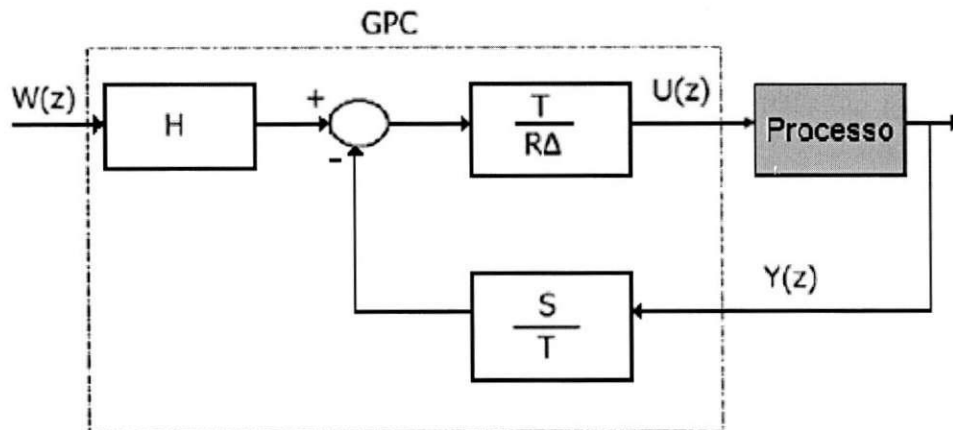 GPC
W(z)
H
+
-
T
RΔ
U(z)
Processo
Y(z)
S
T